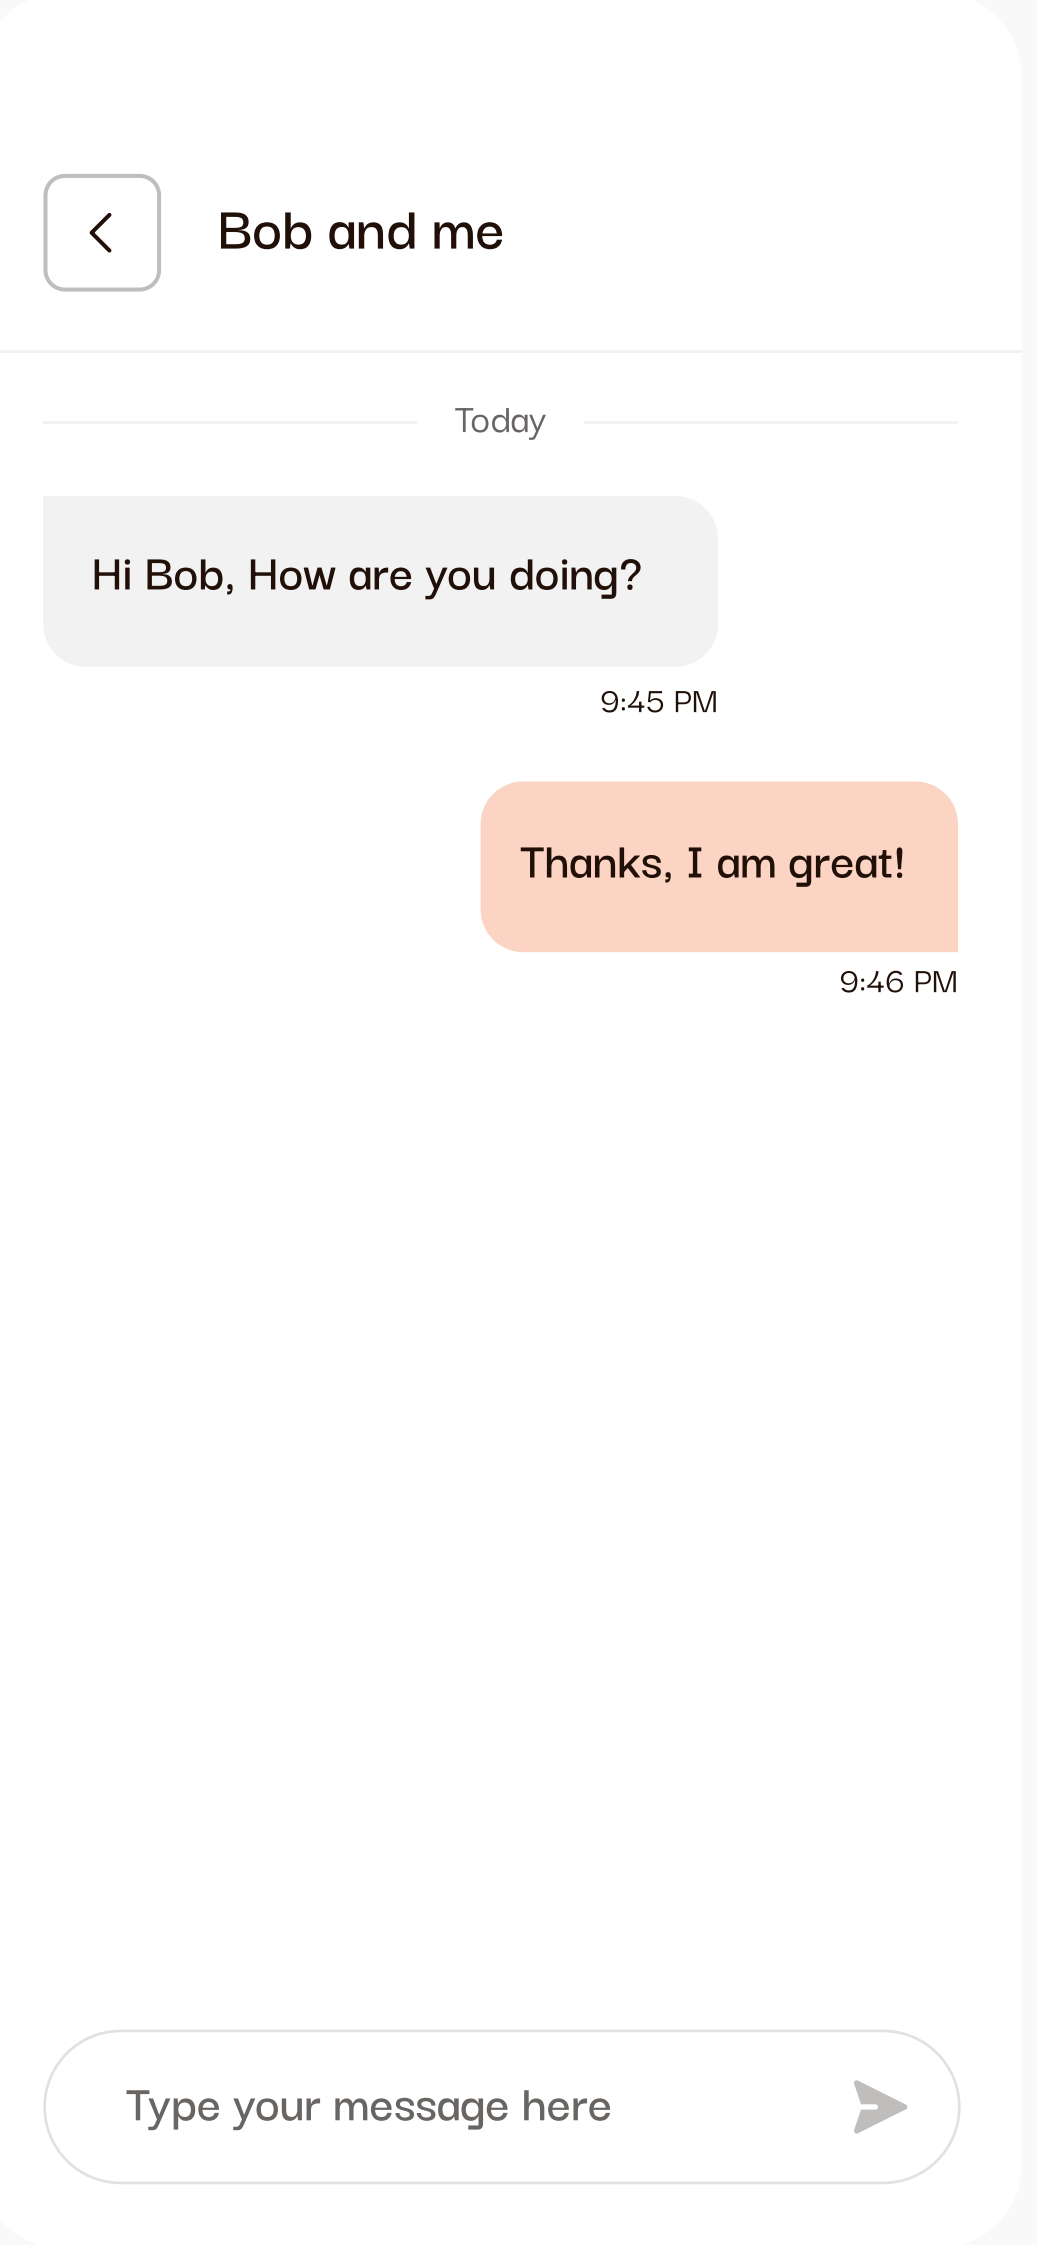 Bob and me
Today
Hi Bob, How are you doing?
9:45 PM
Thanks, I am great!
9:46 PM
Type your message here